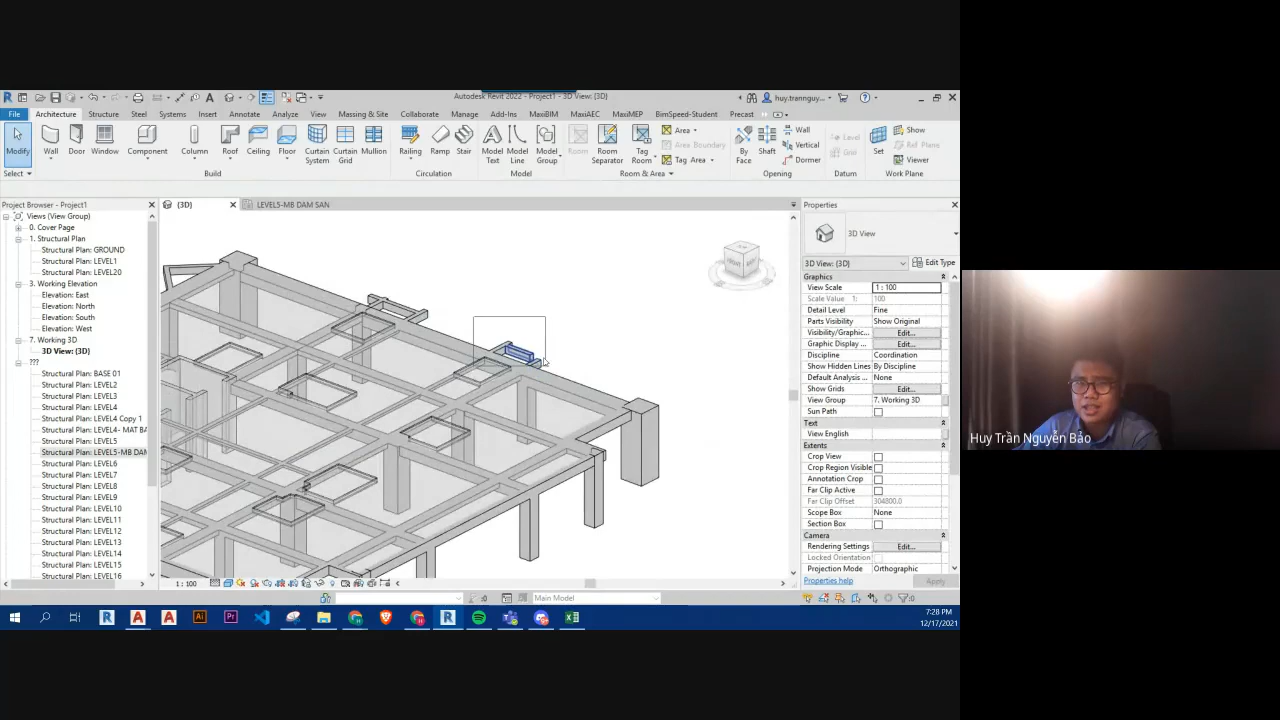 Autodesk Revit 2022 - Project1 - 3D View: {3D}
huy.trannguy...
File Architecture Structure Steel Systems Insert Annotate Analyze View Massing & Site Collaborate Manage Add-Ins MaxiBIM MaxiAEC MaxiMEP BimSpeed-Student Precast
Modify Wall Door Window Component Column Roof Ceiling Floor Curtain System Curtain Grid Mullion Railing Ramp Stair Model Text Model Line Model Group Room Room Separator Tag Room
Area
Area Boundary
Tag Area
By Face Shaft
Wall
Vertical
Dormer
Level
Grid
Set
Show
Ref Plane
Viewer
Select Build Circulation Model Room & Area Opening Datum Work Plane
Project Browser - Project1
Views (View Group)
0. Cover Page
1. Structural Plan
Structural Plan: GROUND
Structural Plan: LEVEL1
Structural Plan: LEVEL20
3. Working Elevation
Elevation: East
Elevation: North
Elevation: South
Elevation: West
7. Working 3D
3D View: {3D}
???
Structural Plan: BASE 01
Structural Plan: LEVEL2
Structural Plan: LEVEL3
Structural Plan: LEVEL4
Structural Plan: LEVEL4 Copy 1
Structural Plan: LEVEL4- MAT BA
Structural Plan: LEVEL5
Structural Plan: LEVEL5-MB DAM
Structural Plan: LEVEL6
Structural Plan: LEVEL7
Structural Plan: LEVEL8
Structural Plan: LEVEL9
Structural Plan: LEVEL10
Structural Plan: LEVEL11
Structural Plan: LEVEL12
Structural Plan: LEVEL13
Structural Plan: LEVEL14
Structural Plan: LEVEL15
Structural Plan: LEVEL16
{3D}
LEVEL5-MB DAM SAN
1 : 100
:0
Main Model
:0
Properties
3D View
3D View: {3D} Edit Type
Graphics
View Scale 1 : 100
Scale Value 1: 100
Detail Level Fine
Parts Visibility Show Original
Visibility/Graphic... Edit...
Graphic Display ... Edit...
Discipline Coordination
Show Hidden Lines By Discipline
Default Analysis ... None
Show Grids Edit...
View Group 7. Working 3D
Sun Path
Text
View English
Extents
Crop View
Crop Region Visible
Annotation Crop
Far Clip Active
Far Clip Offset 304800.0
Scope Box None
Section Box
Camera
Rendering Settings Edit...
Locked Orientation
Projection Mode Orthographic
Properties help Apply
7:28 PM
12/17/2021
Huy Trần Nguyễn Bảo